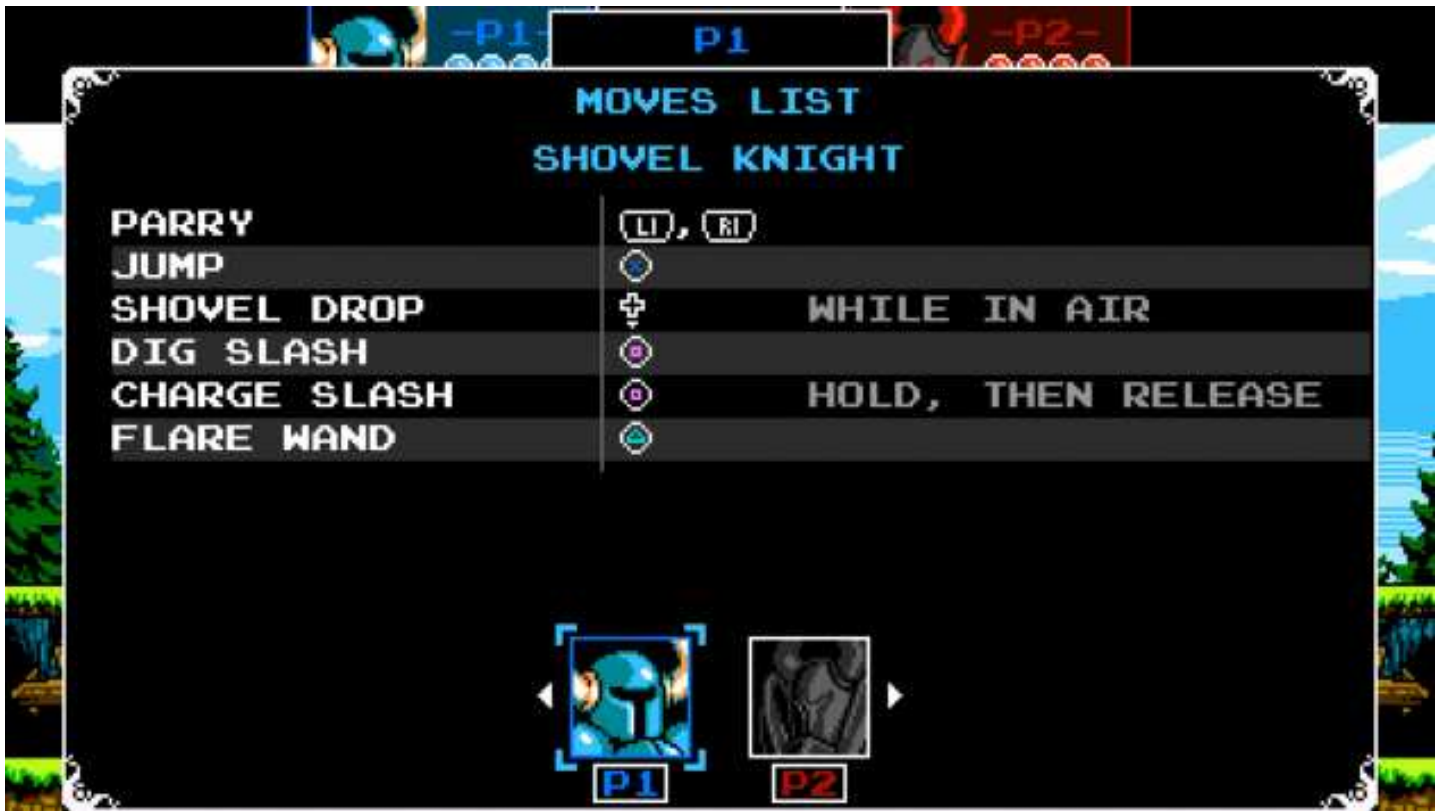 -P1- P1 -P2-
MOVES LIST
SHOVEL KNIGHT
PARRY L1, R1
JUMP
SHOVEL DROP WHILE IN AIR
DIG SLASH
CHARGE SLASH HOLD, THEN RELEASE
FLARE WAND
P1 P2